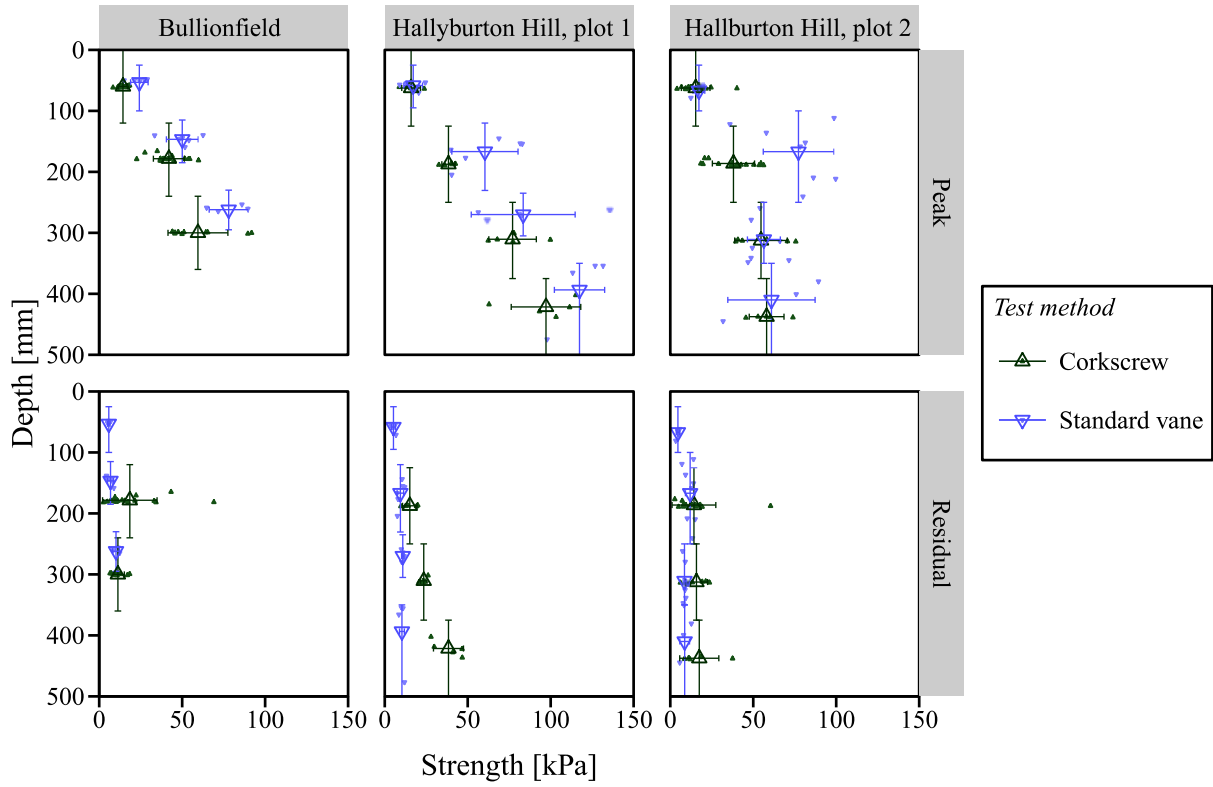 Bullionfield
Hallyburton Hill, plot 1
Hallburton Hill, plot 2
0
100
200
300
400
500
Peak
0
100
200
300
400
500
Residual
0 50 100 150
0 50 100 150
0 50 100 150
Depth [mm]
Strength [kPa]
Test method
Corkscrew
Standard vane